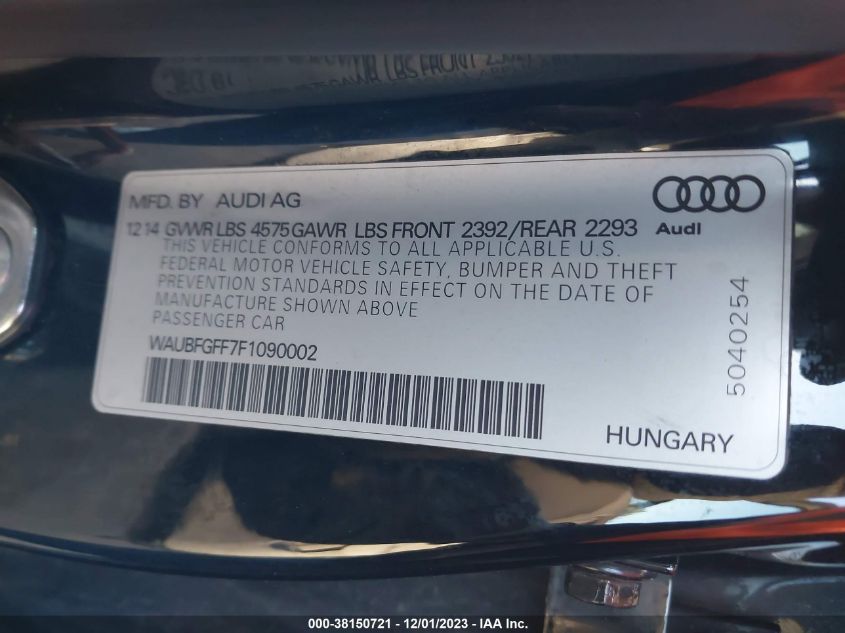 MFD. BY AUDI AG
12 14 GVWR LBS 4575 GAWR LBS FRONT 2392/REAR 2293
Audi
THIS VEHICLE CONFORMS TO ALL APPLICABLE U.S.
FEDERAL MOTOR VEHICLE SAFETY, BUMPER AND THEFT
PREVENTION STANDARDS IN EFFECT ON THE DATE OF
MANUFACTURE SHOWN ABOVE
PASSENGER CAR
WAUBFGFF7F1090002
5040254
HUNGARY
000-38150721 - 12/01/2023 - IAA Inc.